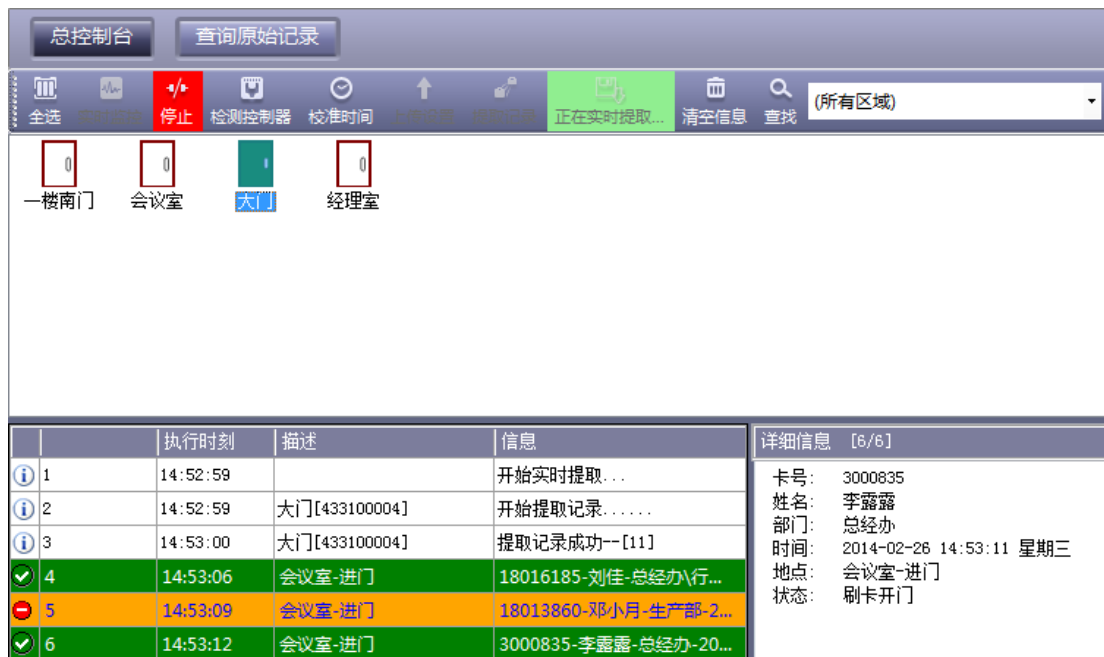 总控制台 查询原始记录
全选 停止 检测控制器 校准时间 正在实时提取... 清空信息 查找 (所有区域)
一楼南门 会议室 大门 经理室
执行时刻 描述 信息
1 14:52:59 开始实时提取...
2 14:52:59 大门[433100004] 开始提取记录......
3 14:53:00 大门[433100004] 提取记录成功--[11]
4 14:53:06 会议室-进门 18016185-刘佳-总经办\行...
5 14:53:09 会议室-进门 18013860-邓小月-生产部-2...
6 14:53:12 会议室-进门 3000835-李露露-总经办-20...
详细信息 [6/6]
卡号: 3000835
姓名: 李露露
部门: 总经办
时间: 2014-02-26 14:53:11 星期三
地点: 会议室-进门
状态: 刷卡开门